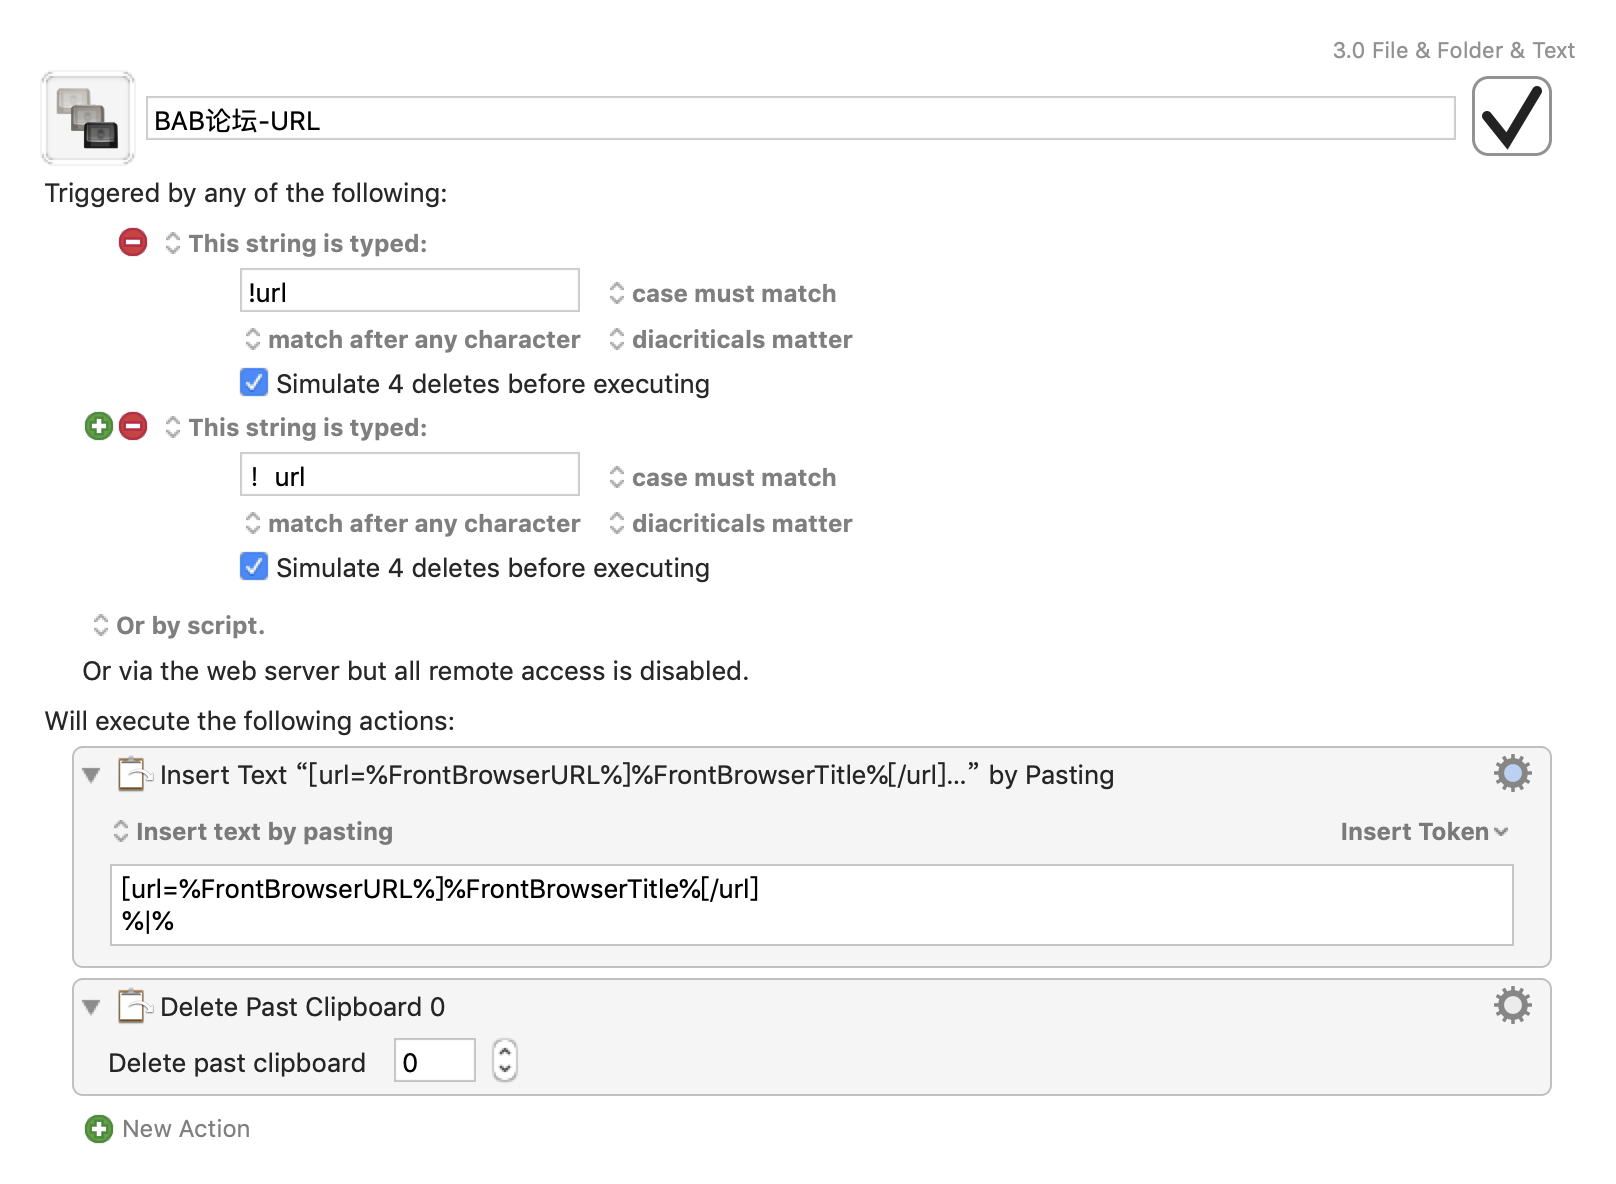 3.0 File & Folder & Text
BAB论坛-URL
Triggered by any of the following:
This string is typed:
!url
case must match
match after any character
diacriticals matter
Simulate 4 deletes before executing
This string is typed:
！url
case must match
match after any character
diacriticals matter
Simulate 4 deletes before executing
Or by script.
Or via the web server but all remote access is disabled.
Will execute the following actions:
Insert Text “[url=%FrontBrowserURL%]%FrontBrowserTitle%[/url]…” by Pasting
Insert text by pasting
Insert Token
[url=%FrontBrowserURL%]%FrontBrowserTitle%[/url]
%|%
Delete Past Clipboard 0
Delete past clipboard
0
New Action